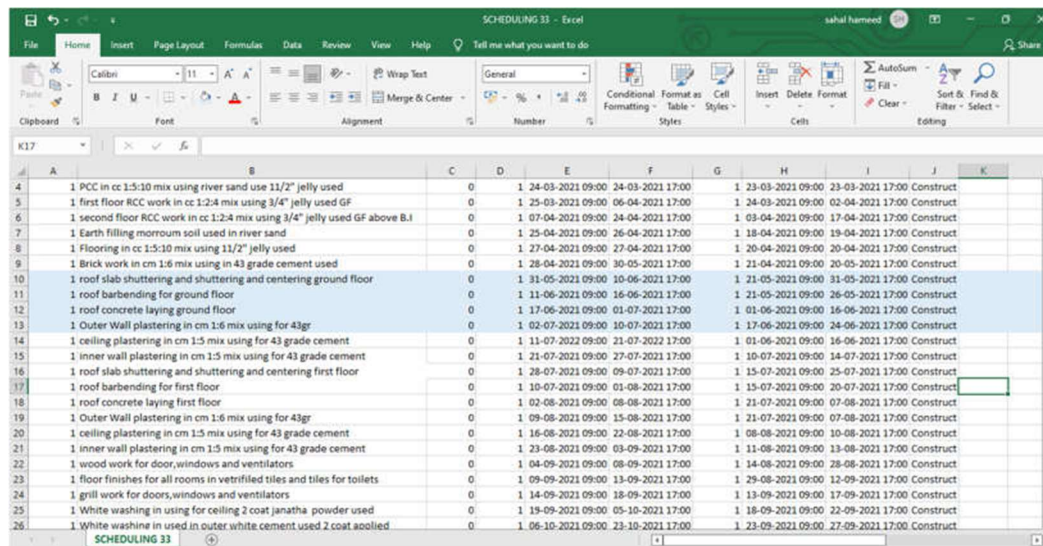 SCHEDULING 33 - Excel
sahal hameed SH
File Home Insert Page Layout Formulas Data Review View Help Tell me what you want to do Share
Paste Calibri 11 A A Wrap Text General Conditional Formatting Format as Table Cell Styles Insert Delete Format AutoSum Fill Clear Sort & Filter Find & Select
B I U A Merge & Center %
Clipboard Font Alignment Number Styles Cells Editing
K17 fx
A B C D E F G H I J K
4 1 PCC in cc 1:5:10 mix using river sand use 11/2" jelly used 0 1 24-03-2021 09:00 24-03-2021 17:00 1 23-03-2021 09:00 23-03-2021 17:00 Construct
5 1 first floor RCC work in cc 1:2:4 mix using 3/4" jelly used GF 0 1 25-03-2021 09:00 06-04-2021 17:00 1 24-03-2021 09:00 02-04-2021 17:00 Construct
6 1 second floor RCC work in cc 1:2:4 mix using 3/4" jelly used GF above B.l 0 1 07-04-2021 09:00 24-04-2021 17:00 1 03-04-2021 09:00 17-04-2021 17:00 Construct
7 1 Earth filling morroum soil used in river sand 0 1 25-04-2021 09:00 26-04-2021 17:00 1 18-04-2021 09:00 19-04-2021 17:00 Construct
8 1 Flooring in cc 1:5:10 mix using 11/2" jelly used 0 1 27-04-2021 09:00 27-04-2021 17:00 1 20-04-2021 09:00 20-04-2021 17:00 Construct
9 1 Brick work in cm 1:6 mix using in 43 grade cement used 0 1 28-04-2021 09:00 30-05-2021 17:00 1 21-04-2021 09:00 20-05-2021 17:00 Construct
10 1 roof slab shuttering and shuttering and centering ground floor 0 1 31-05-2021 09:00 10-06-2021 17:00 1 21-05-2021 09:00 31-05-2021 17:00 Construct
11 1 roof barbending for ground floor 0 1 11-06-2021 09:00 16-06-2021 17:00 1 21-05-2021 09:00 26-05-2021 17:00 Construct
12 1 roof concrete laying ground floor 0 1 17-06-2021 09:00 01-07-2021 17:00 1 01-06-2021 09:00 16-06-2021 17:00 Construct
13 1 Outer Wall plastering in cm 1:6 mix using for 43gr 0 1 02-07-2021 09:00 10-07-2021 17:00 1 17-06-2021 09:00 24-06-2021 17:00 Construct
14 1 ceiling plastering in cm 1:5 mix using for 43 grade cement 0 1 11-07-2022 09:00 21-07-2022 17:00 1 01-06-2021 09:00 16-06-2021 17:00 Construct
15 1 inner wall plastering in cm 1:5 mix using for 43 grade cement 0 1 21-07-2021 09:00 27-07-2022 17:00 1 10-07-2021 09:00 14-07-2021 17:00 Construct
16 1 roof slab shuttering and shuttering and centering first floor 0 1 28-07-2021 09:00 09-07-2021 17:00 1 15-07-2021 09:00 25-07-2021 17:00 Construct
17 1 roof barbending for first floor 0 1 10-07-2021 09:00 01-08-2021 17:00 1 15-07-2021 09:00 20-07-2021 17:00 Construct
18 1 roof concrete laying first floor 0 1 02-08-2021 09:00 08-08-2021 17:00 1 21-07-2021 09:00 07-08-2021 17:00 Construct
19 1 Outer Wall plastering in cm 1:6 mix using for 43gr 0 1 09-08-2021 09:00 15-08-2021 17:00 1 21-07-2021 09:00 07-08-2021 17:00 Construct
20 1 ceiling plastering in cm 1:5 mix using for 43 grade cement 0 1 16-08-2021 09:00 22-08-2021 17:00 1 08-08-2021 09:00 10-08-2021 17:00 Construct
21 1 inner wall plastering in cm 1:5 mix using for 43 grade cement 0 1 23-08-2021 09:00 03-09-2021 17:00 1 11-08-2021 09:00 13-08-2021 17:00 Construct
22 1 wood work for door,windows and ventilators 0 1 04-09-2021 09:00 08-09-2021 17:00 1 14-08-2021 09:00 28-08-2021 17:00 Construct
23 1 floor finishes for all rooms in vetrifiled tiles and tiles for toilets 0 1 09-09-2021 09:00 13-09-2021 17:00 1 29-08-2021 09:00 12-09-2021 17:00 Construct
24 1 grill work for doors,windows and ventilators 0 1 14-09-2021 09:00 18-09-2021 17:00 1 13-09-2021 09:00 17-09-2021 17:00 Construct
25 1 White washing in using for ceiling 2 coat janatha powder used 0 1 19-09-2021 09:00 05-10-2021 17:00 1 18-09-2021 09:00 22-09-2021 17:00 Construct
26 1 White washing in used in outer white cement used 2 coat applied 0 1 06-10-2021 09:00 23-10-2021 17:00 1 23-09-2021 09:00 27-09-2021 17:00 Construct
SCHEDULING 33